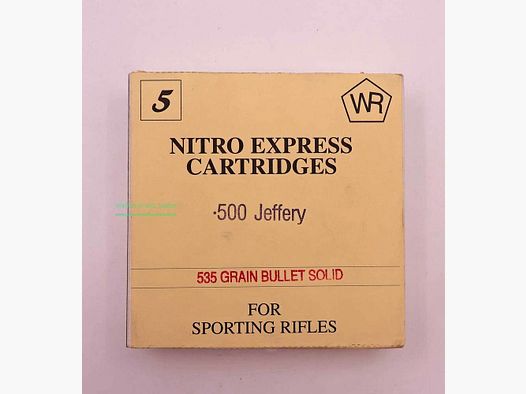 5
WR
NITRO EXPRESS
CARTRIDGES
.500 Jeffery
535 GRAIN BULLET SOLID
FOR
SPORTING RIFLES